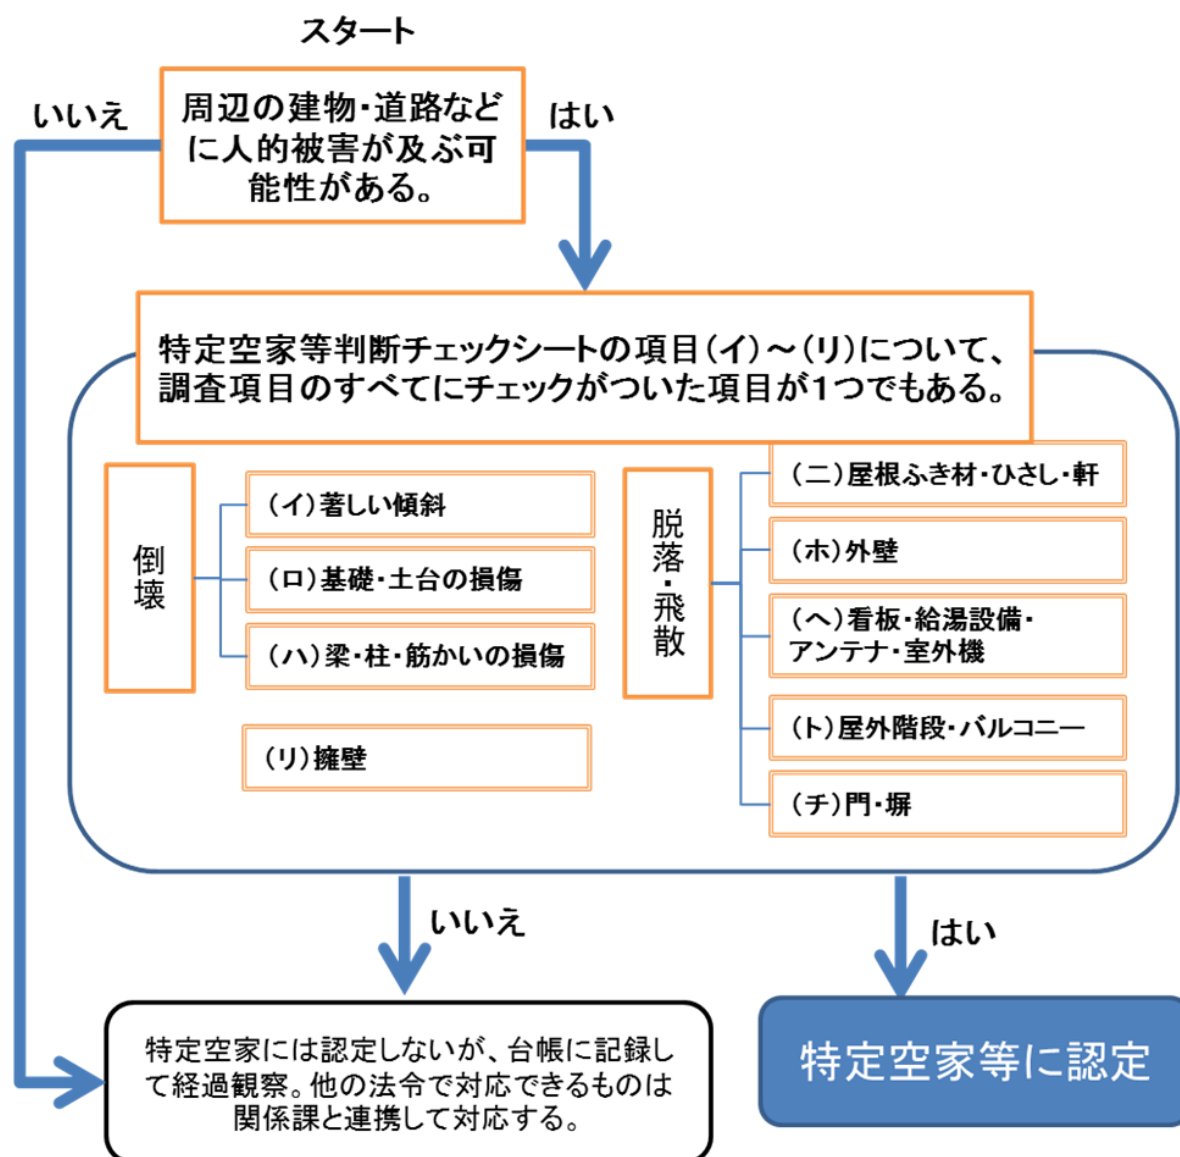 スタート
いいえ
はい
周辺の建物・道路など
に人的被害が及ぶ可
能性がある。
特定空家等判断チェックシートの項目(イ)～(リ)について、
調査項目のすべてにチェックがついた項目が1つでもある。
倒壊
(イ)著しい傾斜
(ロ)基礎・土台の損傷
(ハ)梁・柱・筋かいの損傷
(リ)擁壁
脱落・飛散
(ニ)屋根ふき材・ひさし・軒
(ホ)外壁
(ヘ)看板・給湯設備・
アンテナ・室外機
(ト)屋外階段・バルコニー
(チ)門・塀
いいえ
はい
特定空家には認定しないが、台帳に記録し
て経過観察。他の法令で対応できるものは
関係課と連携して対応する。
特定空家等に認定